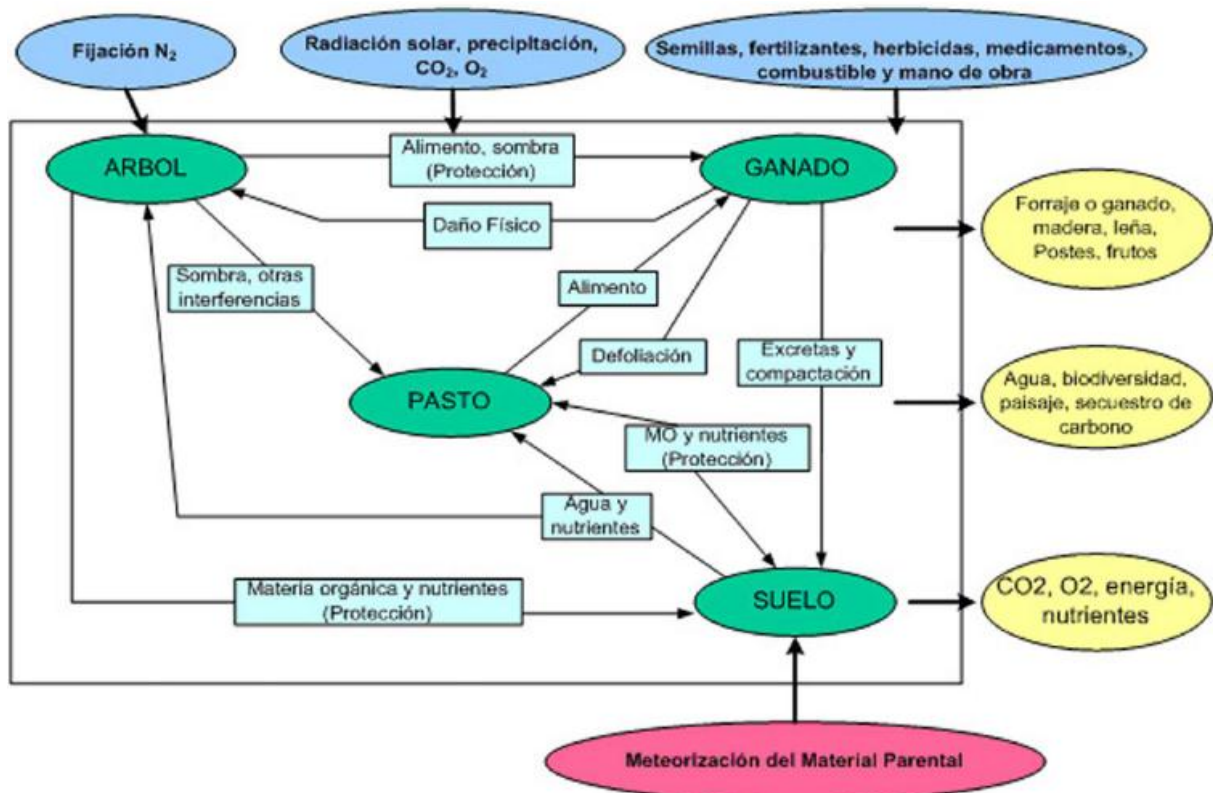 Fijación N₂
Radiación solar, precipitación,
CO₂, O₂
Semillas, fertilizantes, herbicidas, medicamentos,
combustible y mano de obra
ARBOL
Alimento, sombra
(Protección)
GANADO
Daño Físico
Forraje o ganado,
madera, leña,
Postes, frutos
Sombra, otras
interferencias
Alimento
Defoliación
Excretas y
compactación
PASTO
Agua, biodiversidad,
paisaje, secuestro de
carbono
MO y nutrientes
(Protección)
Agua y
nutrientes
Materia orgánica y nutrientes
(Protección)
SUELO
CO2, O2, energía,
nutrientes
Meteorización del Material Parental